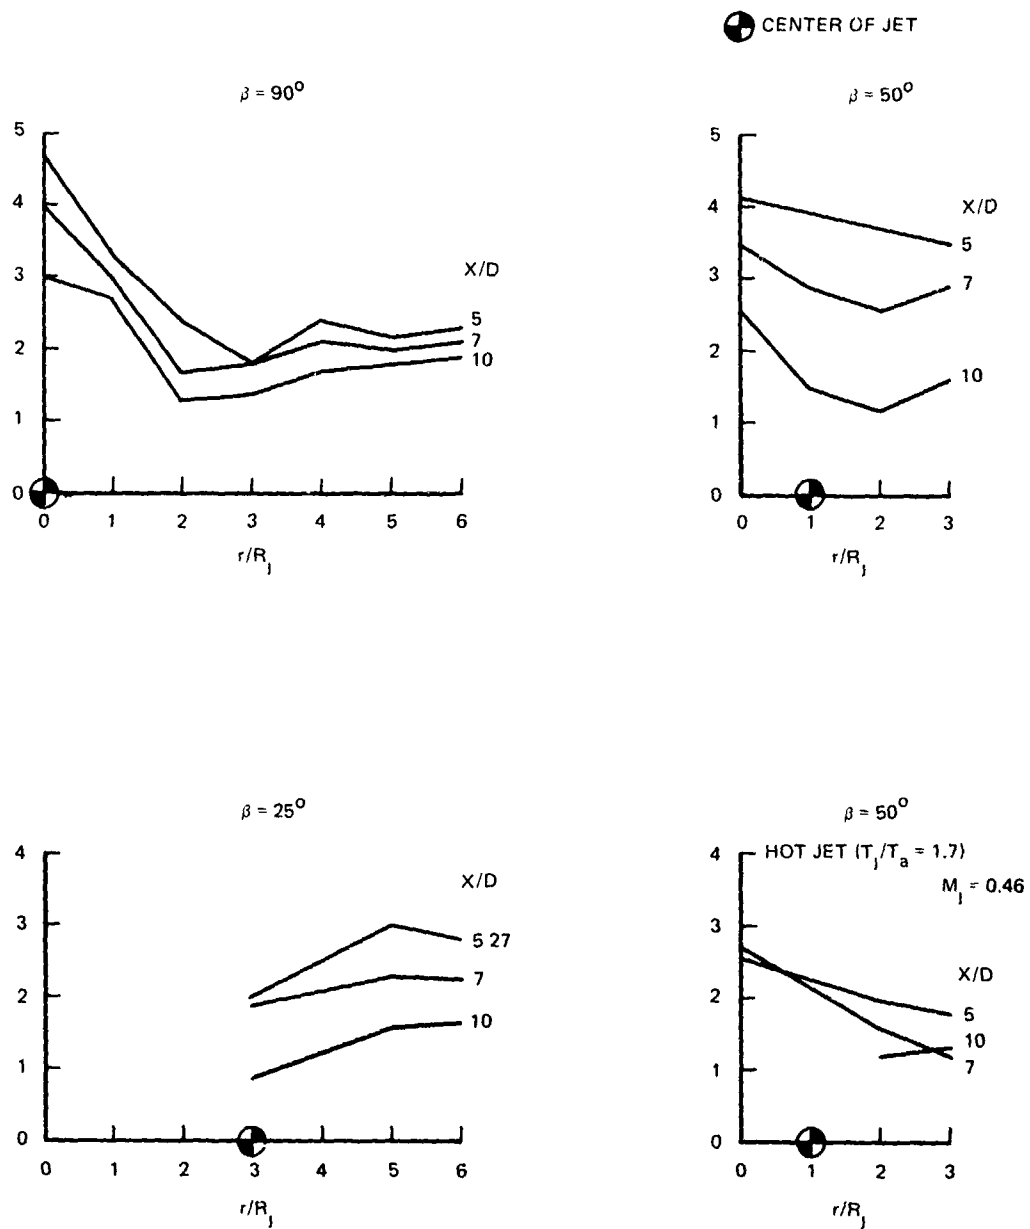 CENTER OF JET
β = 90°
5
4
3
2
1
0
0 1 2 3 4 5 6
r/Rj
X/D
5
7
10
β = 50°
5
4
3
2
1
0
0 1 2 3
r/Rj
X/D
5
7
10
β = 25°
4
3
2
1
0
0 1 2 3 4 5 6
r/Rj
X/D
5 27
7
10
β = 50°
HOT JET (Tj/Ta = 1.7)
Mj = 0.46
4
3
2
1
0
0 1 2 3
r/Rj
X/D
5
10
7